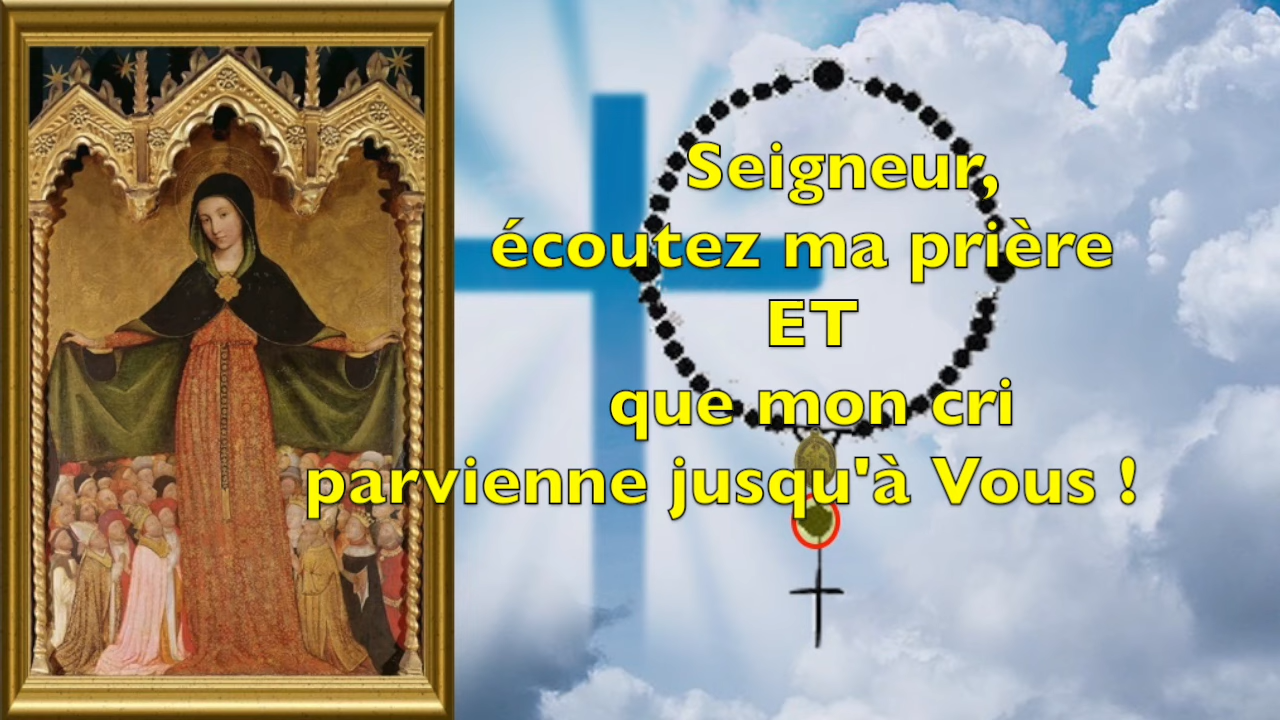 Seigneur,
écoutez ma prière
ET
que mon cri
parvienne jusqu'à Vous !